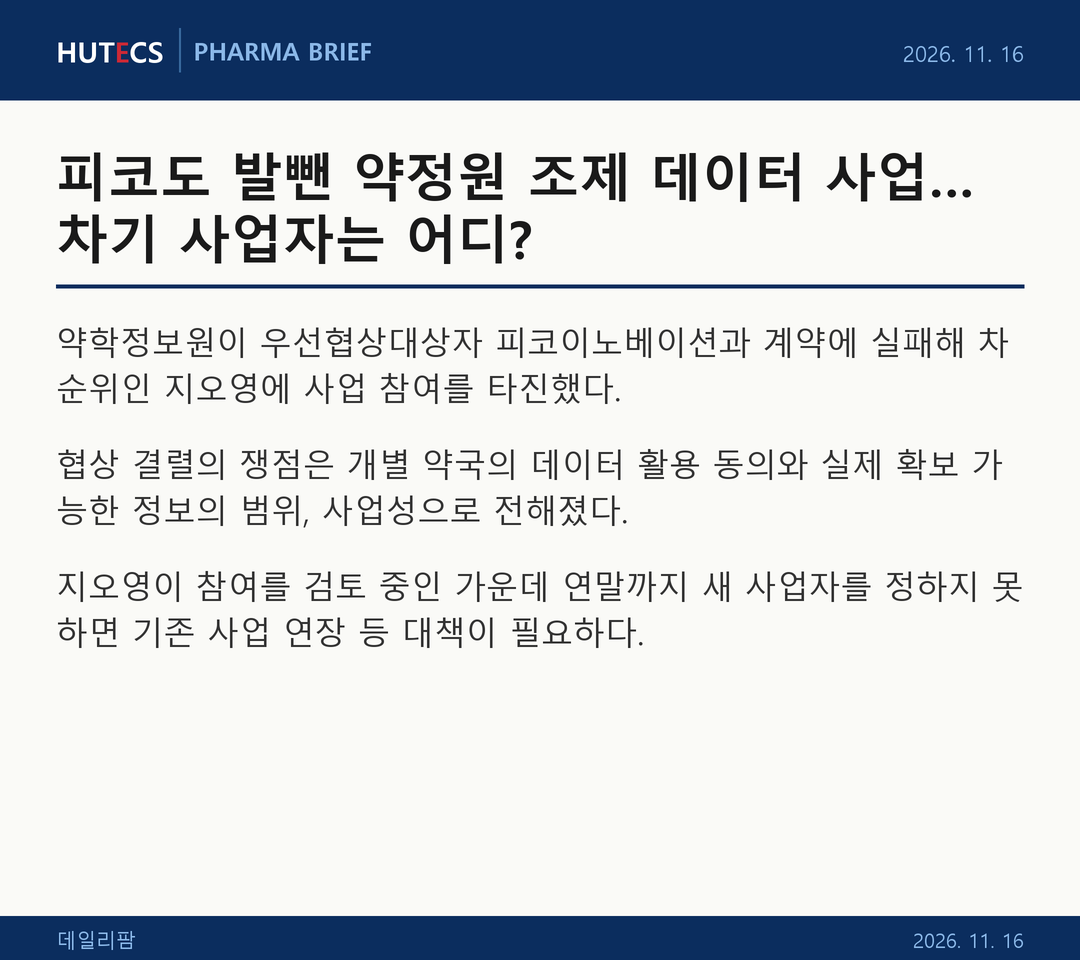 HUTECS | PHARMA BRIEF 2026. 11. 16
피코도 발뺀 약정원 조제 데이터 사업...
차기 사업자는 어디?
약학정보원이 우선협상대상자 피코이노베이션과 계약에 실패해 차
순위인 지오영에 사업 참여를 타진했다.
협상 결렬의 쟁점은 개별 약국의 데이터 활용 동의와 실제 확보 가
능한 정보의 범위, 사업성으로 전해졌다.
지오영이 참여를 검토 중인 가운데 연말까지 새 사업자를 정하지 못
하면 기존 사업 연장 등 대책이 필요하다.
데일리팜 2026. 11. 16